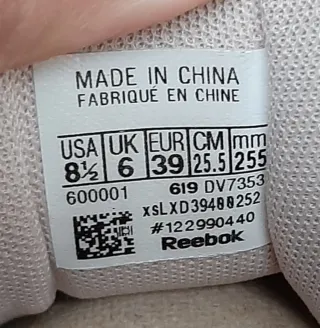 MADE IN CHINA
FABRIQUÉ EN CHINE
USA UK EUR CM mm
8½ 6 39 25.5 255
600001 619 DV7353
xsLXD39400252
#122990440
Reebok